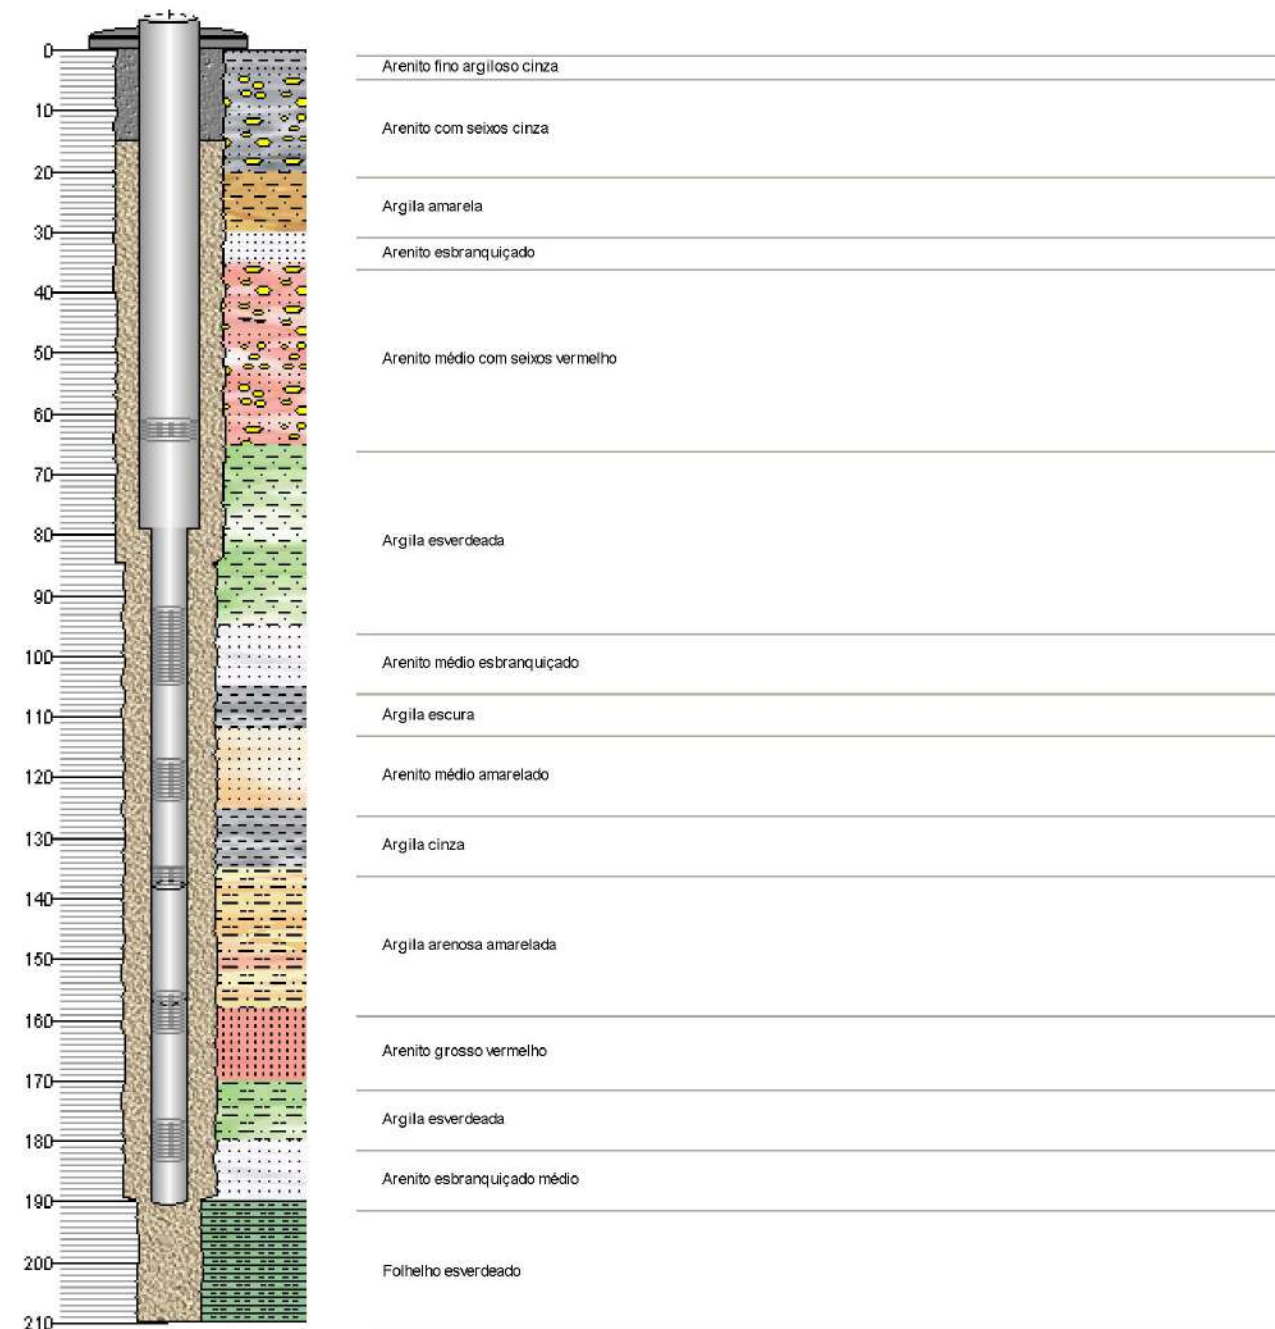 0
Arenito fino argiloso cinza
10
Arenito com seixos cinza
20
Argila amarela
30
Arenito esbranquiçado
40
50
Arenito médio com seixos vermelho
60
70
80
Argila esverdeada
90
100
Arenito médio esbranquiçado
110
Argila escura
120
Arenito médio amarelado
130
Argila cinza
140
Argila arenosa amarelada
150
160
Arenito grosso vermelho
170
Argila esverdeada
180
Arenito esbranquiçado médio
190
200
Folhelho esverdeado
210